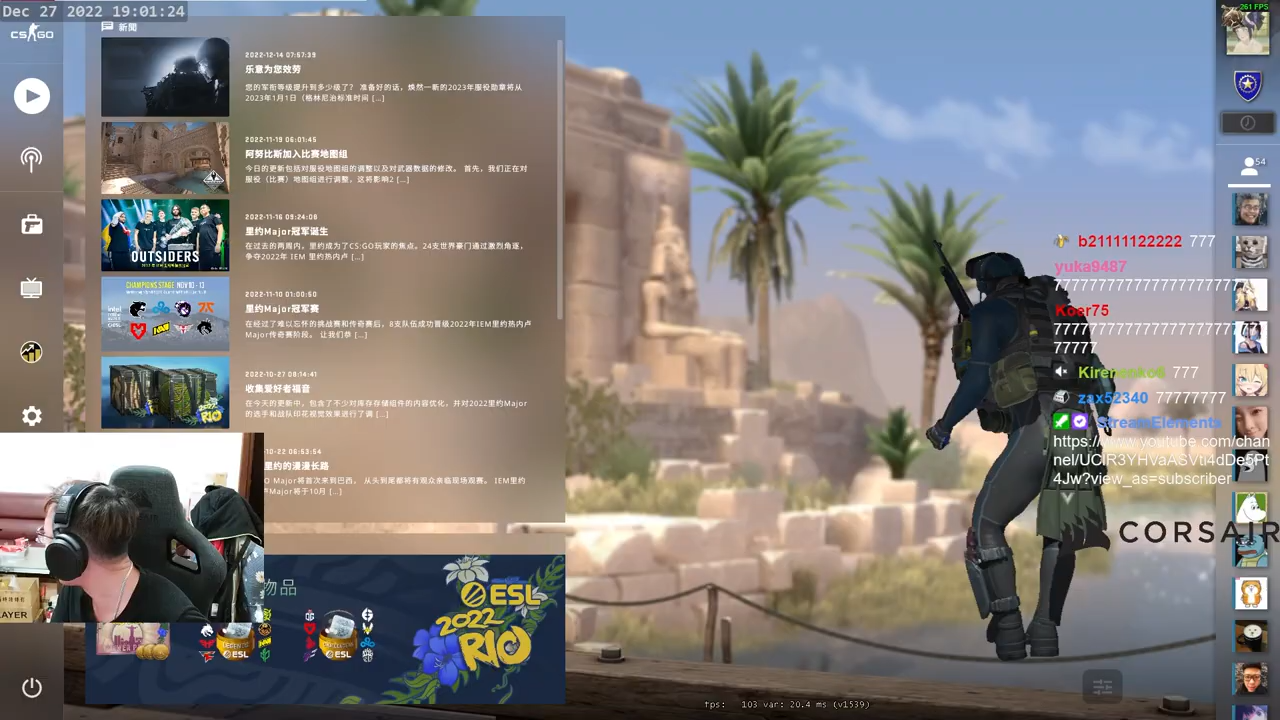 Dec 27 2022 19:01:24
261 FPS
CS GO
新聞
2022-12-14 07:57:39
乐意为您效劳
您的军衔等级提升到多少级了? 准备好的话,焕然一新的2023年服役勋章将从
2023年1月1日(格林尼治标准时间 [...]
2022-11-19 06:01:45
阿努比斯加入比赛地图组
今日的更新包括对服役地图组的调整以及对武器数据的修改。 首先,我们正在对
服役(比赛)地图组进行调整,这将影响2 [...]
OUTSIDERS
2022-11-16 09:24:08
里约Major冠军诞生
在过去的两周内,里约成为了CS:GO玩家的焦点。24支世界豪门通过激烈角逐,
争夺2022年 IEM 里约热内卢 [...]
CHAMPIONS STAGE NOV 10 - 13
2022-11-10 01:00:50
里约Major冠军赛
在经过了难以忘怀的挑战赛和传奇赛后,8支队伍成功晋级2022年IEM里约热内卢
Major传奇赛阶段。 让我们恭 [...]
RIO
2022-10-27 08:14:41
收集爱好者福音
在今天的更新中,包含了不少对库存存储组件的内容优化,并对2022里约Major
的选手和战队印花视觉效果进行了调 [...]
-10-22 06:53:54
里约的漫漫长路
O Major将首次来到巴西。 从头到尾都将有观众亲临现场观赛。 IEM里约
Major将于10月 [...]
物品
LEGENDS
ESL
ESL
ESL
2022
RIO
LAYER
54
b21111122222 777
yuka9487
77777777777777777777777
Koer75
7777777777777777777777777
77777
777
zax52340 77777777
StreamElements
https://www.youtube.com/chan
nel/UClR3YHVaASVti4dDe5Pt
4Jw?view_as=subscriber
CORSAIR
fps: 103 var: 20.4 ms (v1539)